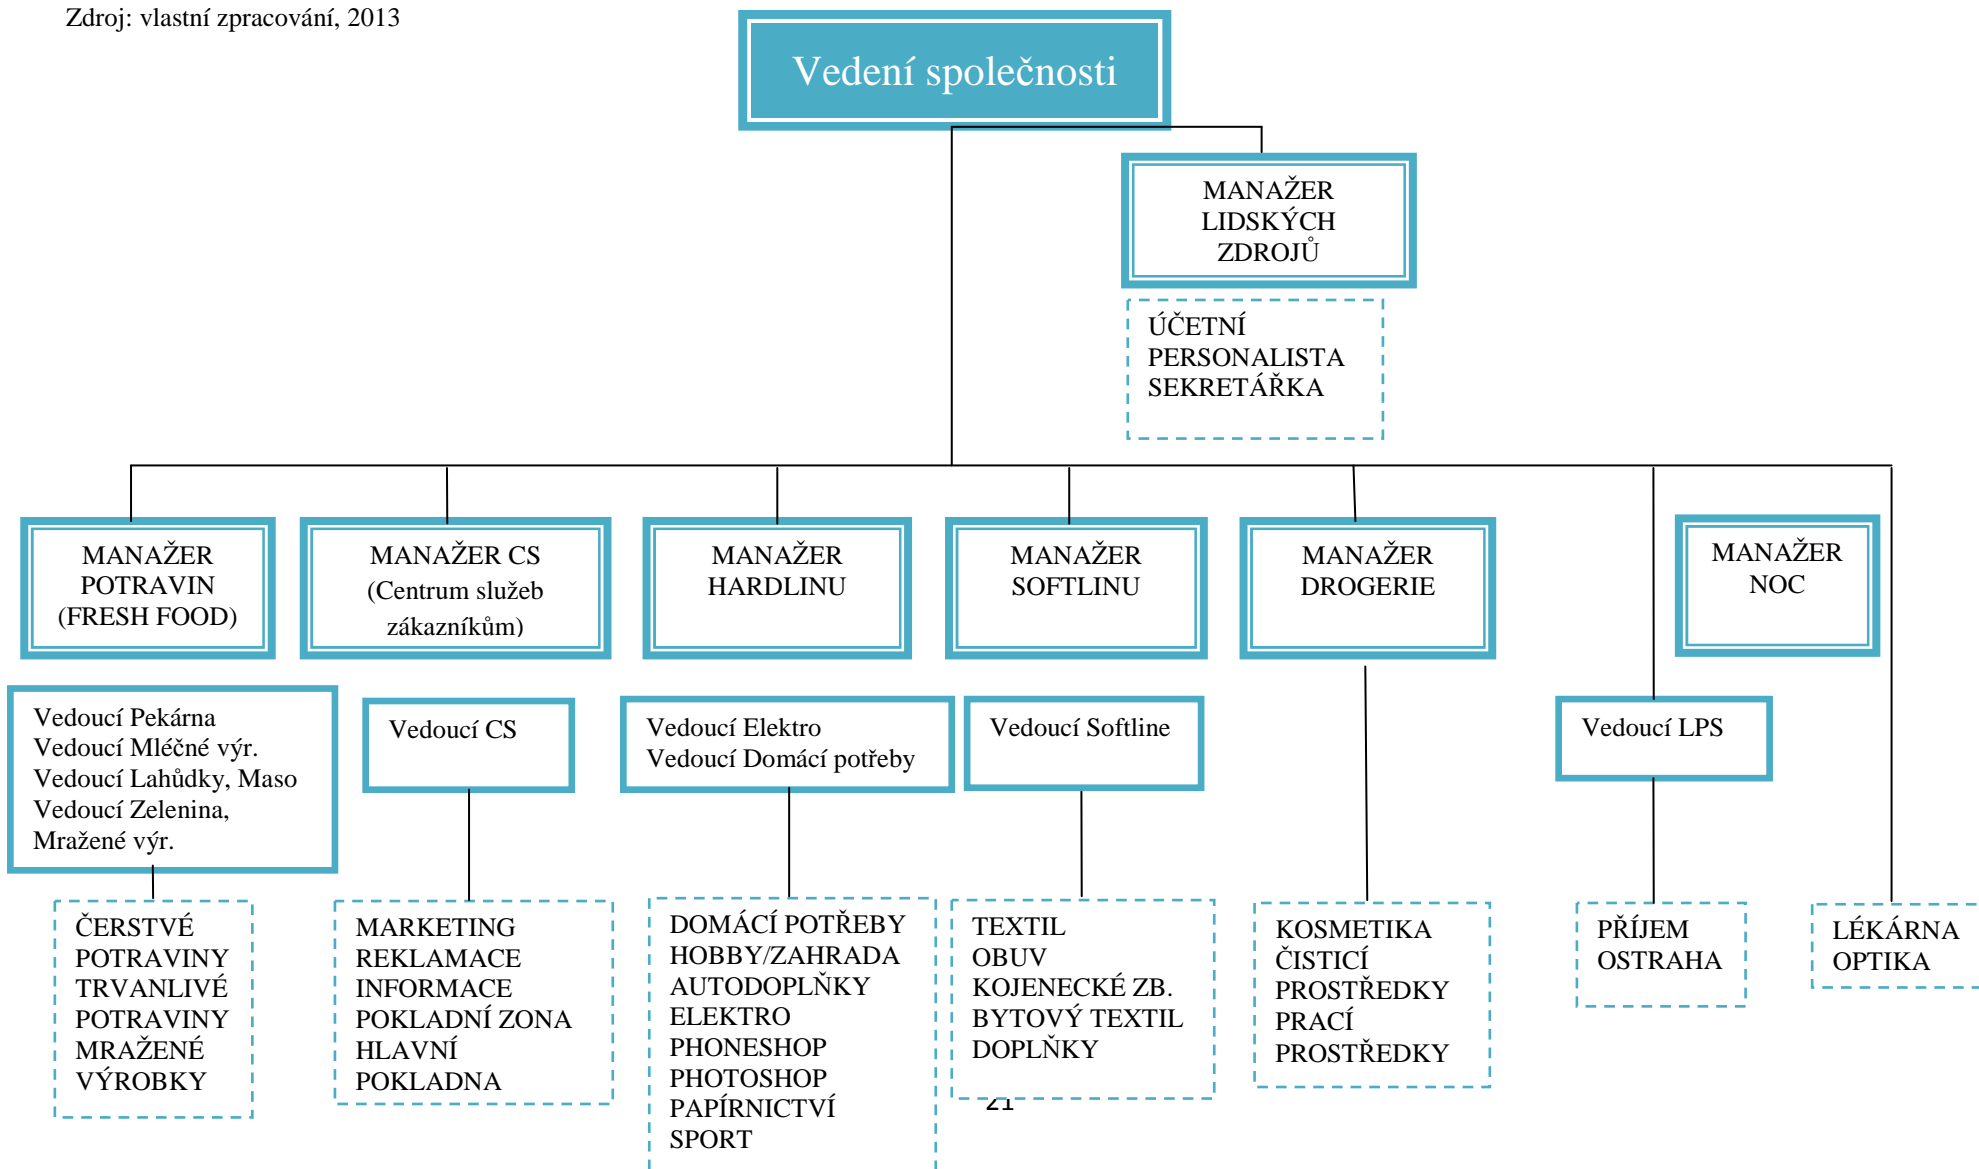 Zdroj: vlastní zpracování, 2013
Vedení společnosti
MANAŽER
LIDSKÝCH
ZDROJŮ
ÚČETNÍ
PERSONALISTA
SEKRETÁŘKA
MANAŽER
POTRAVIN
(FRESH FOOD)
MANAŽER CS
(Centrum služeb
zákazníkům)
MANAŽER
HARDLINU
MANAŽER
SOFTLINU
MANAŽER
DROGERIE
MANAŽER
NOC
Vedoucí Pekárna
Vedoucí Mléčné výr.
Vedoucí Lahůdky, Maso
Vedoucí Zelenina,
Mražené výr.
Vedoucí CS
Vedoucí Elektro
Vedoucí Domácí potřeby
Vedoucí Softline
Vedoucí LPS
ČERSTVÉ
POTRAVINY
TRVANLIVÉ
POTRAVINY
MRAŽENÉ
VÝROBKY
MARKETING
REKLAMACE
INFORMACE
POKLADNÍ ZONA
HLAVNÍ
POKLADNA
DOMÁCÍ POTŘEBY
HOBBY/ZAHRADA
AUTODOPLŇKY
ELEKTRO
PHONESHOP
PHOTOSHOP
PAPÍRNICTVÍ
SPORT
TEXTIL
OBUV
KOJENECKÉ ZB.
BYTOVÝ TEXTIL
DOPLŇKY
KOSMETIKA
ČISTICÍ
PROSTŘEDKY
PRACÍ
PROSTŘEDKY
PŘÍJEM
OSTRAHA
LÉKÁRNA
OPTIKA
21